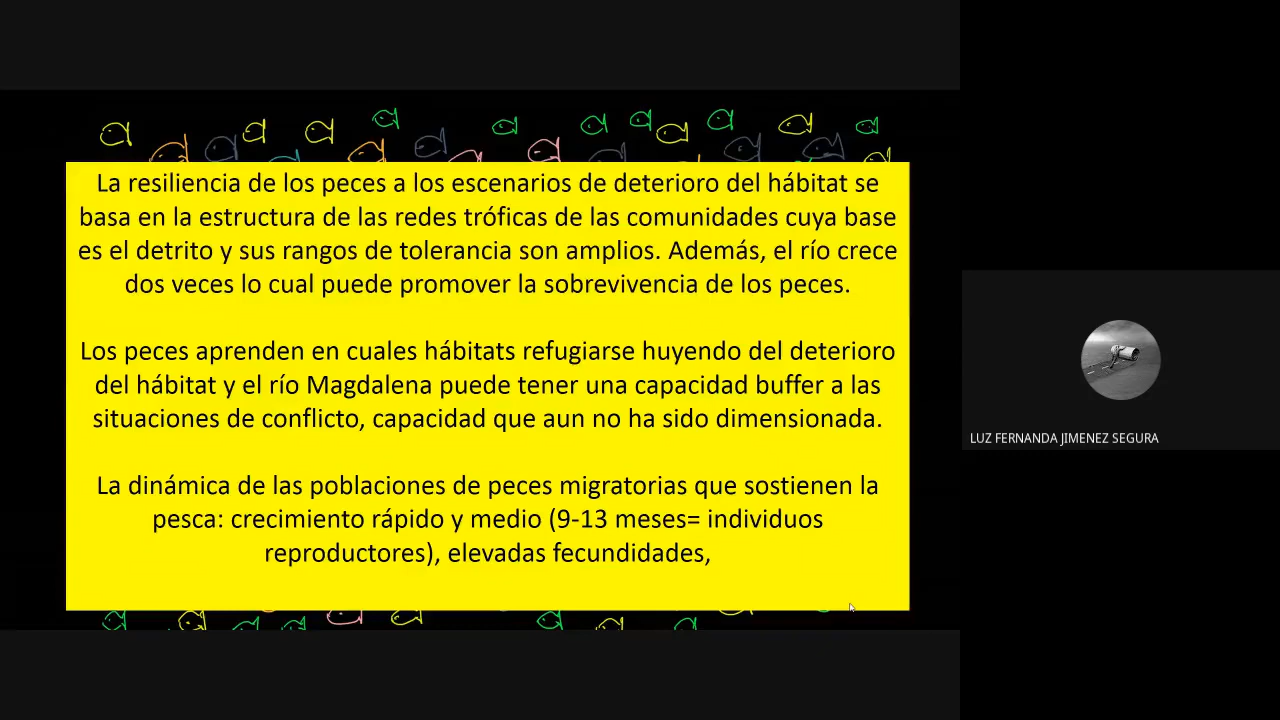 La resiliencia de los peces a los escenarios de deterioro del hábitat se
basa en la estructura de las redes tróficas de las comunidades cuya base
es el detrito y sus rangos de tolerancia son amplios. Además, el río crece
dos veces lo cual puede promover la sobrevivencia de los peces.
Los peces aprenden en cuales hábitats refugiarse huyendo del deterioro
del hábitat y el río Magdalena puede tener una capacidad buffer a las
situaciones de conflicto, capacidad que aun no ha sido dimensionada.
La dinámica de las poblaciones de peces migratorias que sostienen la
pesca: crecimiento rápido y medio (9-13 meses= individuos
reproductores), elevadas fecundidades,
LUZ FERNANDA JIMENEZ SEGURA